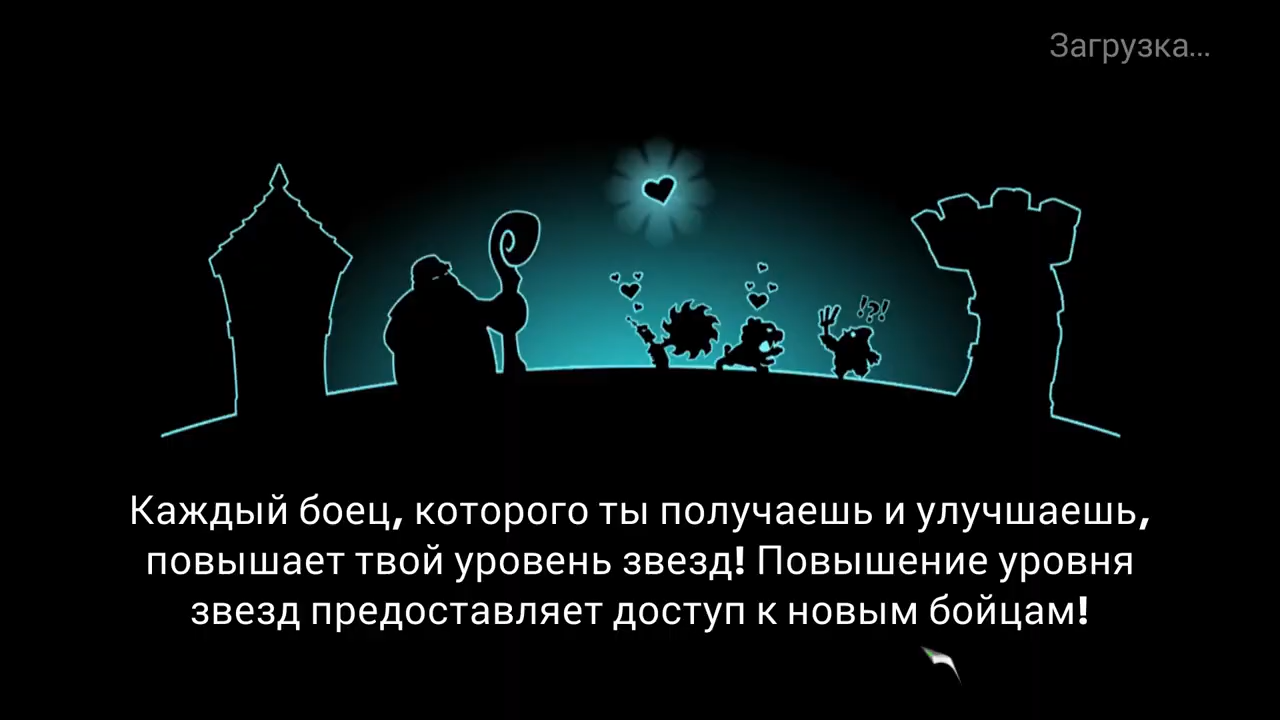 Загрузка...
!?!
Каждый боец, которого ты получаешь и улучшаешь,
повышает твой уровень звезд! Повышение уровня
звезд предоставляет доступ к новым бойцам!